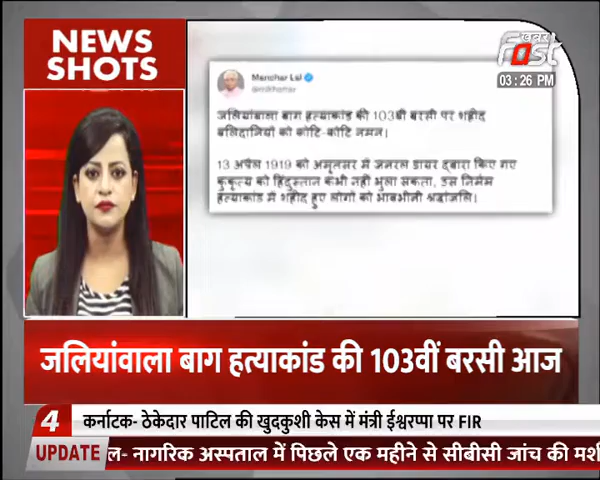 NEWS
SHOTS
खबरें
FAST
03:26 PM
Manohar Lal
@mlkhattar
जलियांवाला बाग हत्याकांड की 103वीं बरसी पर शहीद
बलिदानियों को कोटि-कोटि नमन।
13 अप्रैल 1919 को अमृतसर में जनरल डायर द्वारा किए गए
कुकृत्य को हिंदुस्तान कभी नहीं भुला सकता, उस निर्मम
हत्याकांड में शहीद हुए लोगों को भावभीनी श्रद्धांजलि।
जलियांवाला बाग हत्याकांड की 103वीं बरसी आज
4 कर्नाटक- ठेकेदार पाटिल की खुदकुशी केस में मंत्री ईश्वरप्पा पर FIR
UPDATE ल- नागरिक अस्पताल में पिछले एक महीने से सीबीसी जांच की मशी